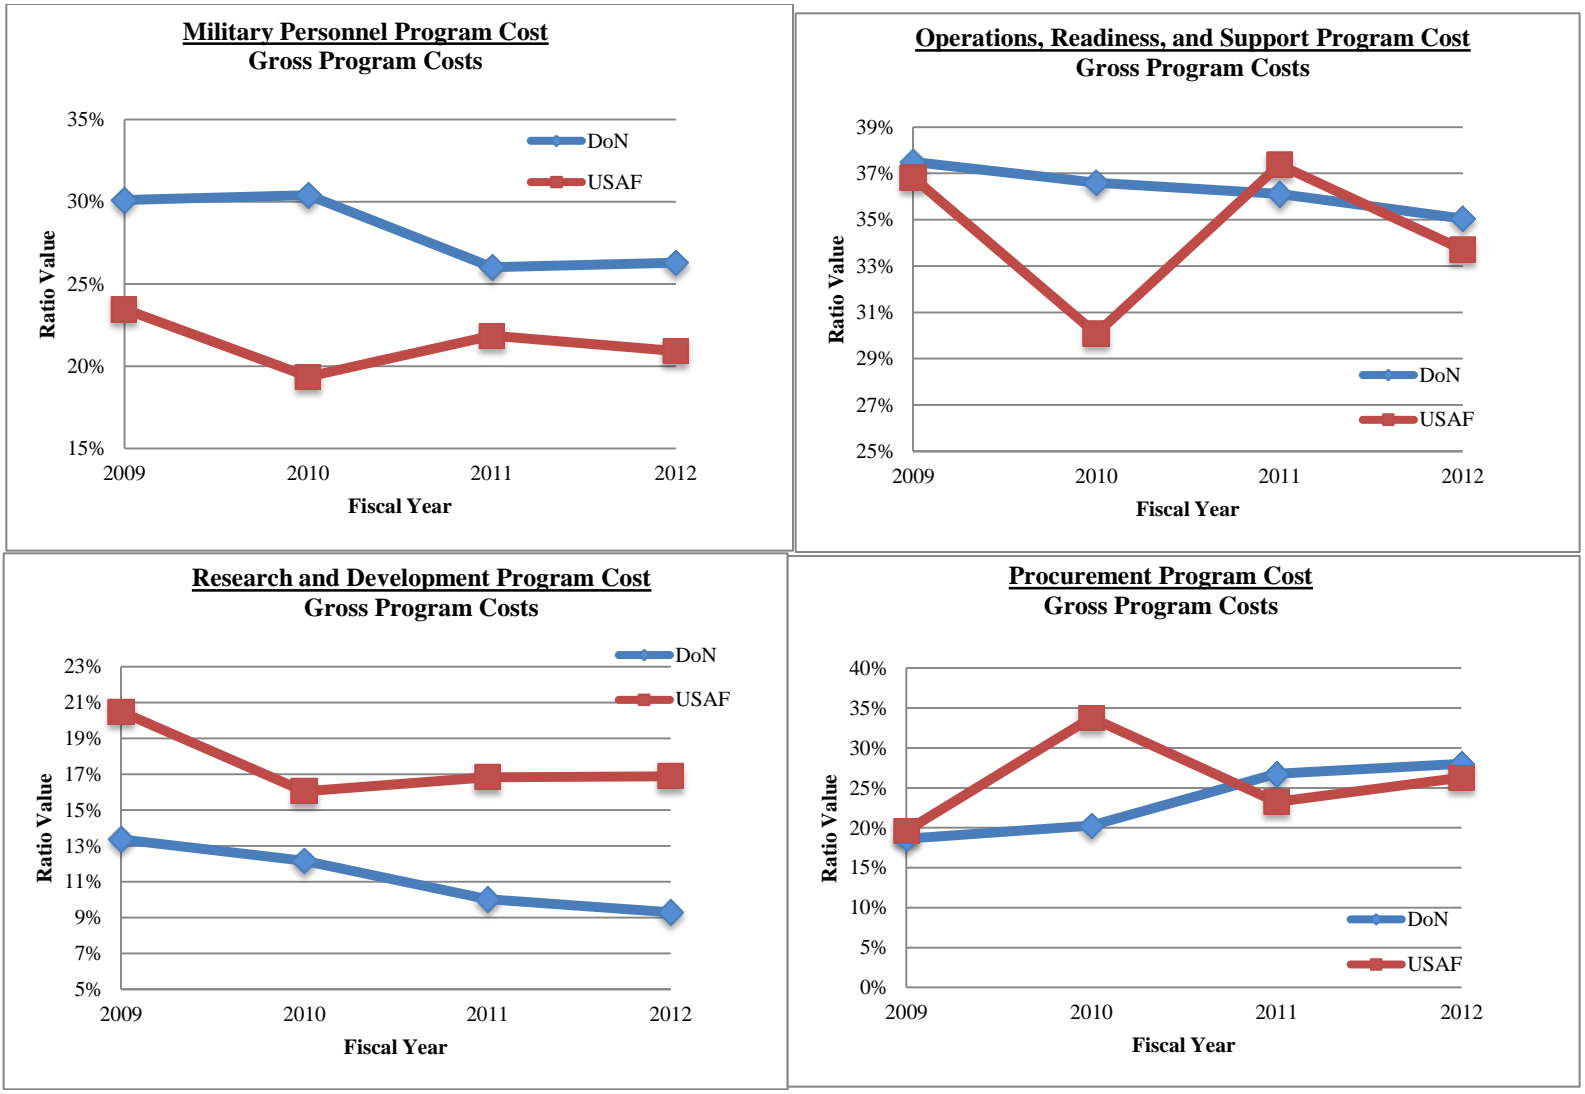 Military Personnel Program Cost
Gross Program Costs
35%
30%
25%
20%
15%
Ratio Value
DoN
USAF
2009 2010 2011 2012
Fiscal Year
Operations, Readiness, and Support Program Cost
Gross Program Costs
39%
37%
35%
33%
31%
29%
27%
25%
Ratio Value
DoN
USAF
2009 2010 2011 2012
Fiscal Year
Research and Development Program Cost
Gross Program Costs
23%
21%
19%
17%
15%
13%
11%
9%
7%
5%
Ratio Value
DoN
USAF
2009 2010 2011 2012
Fiscal Year
Procurement Program Cost
Gross Program Costs
40%
35%
30%
25%
20%
15%
10%
5%
0%
Ratio Value
DoN
USAF
2009 2010 2011 2012
Fiscal Year